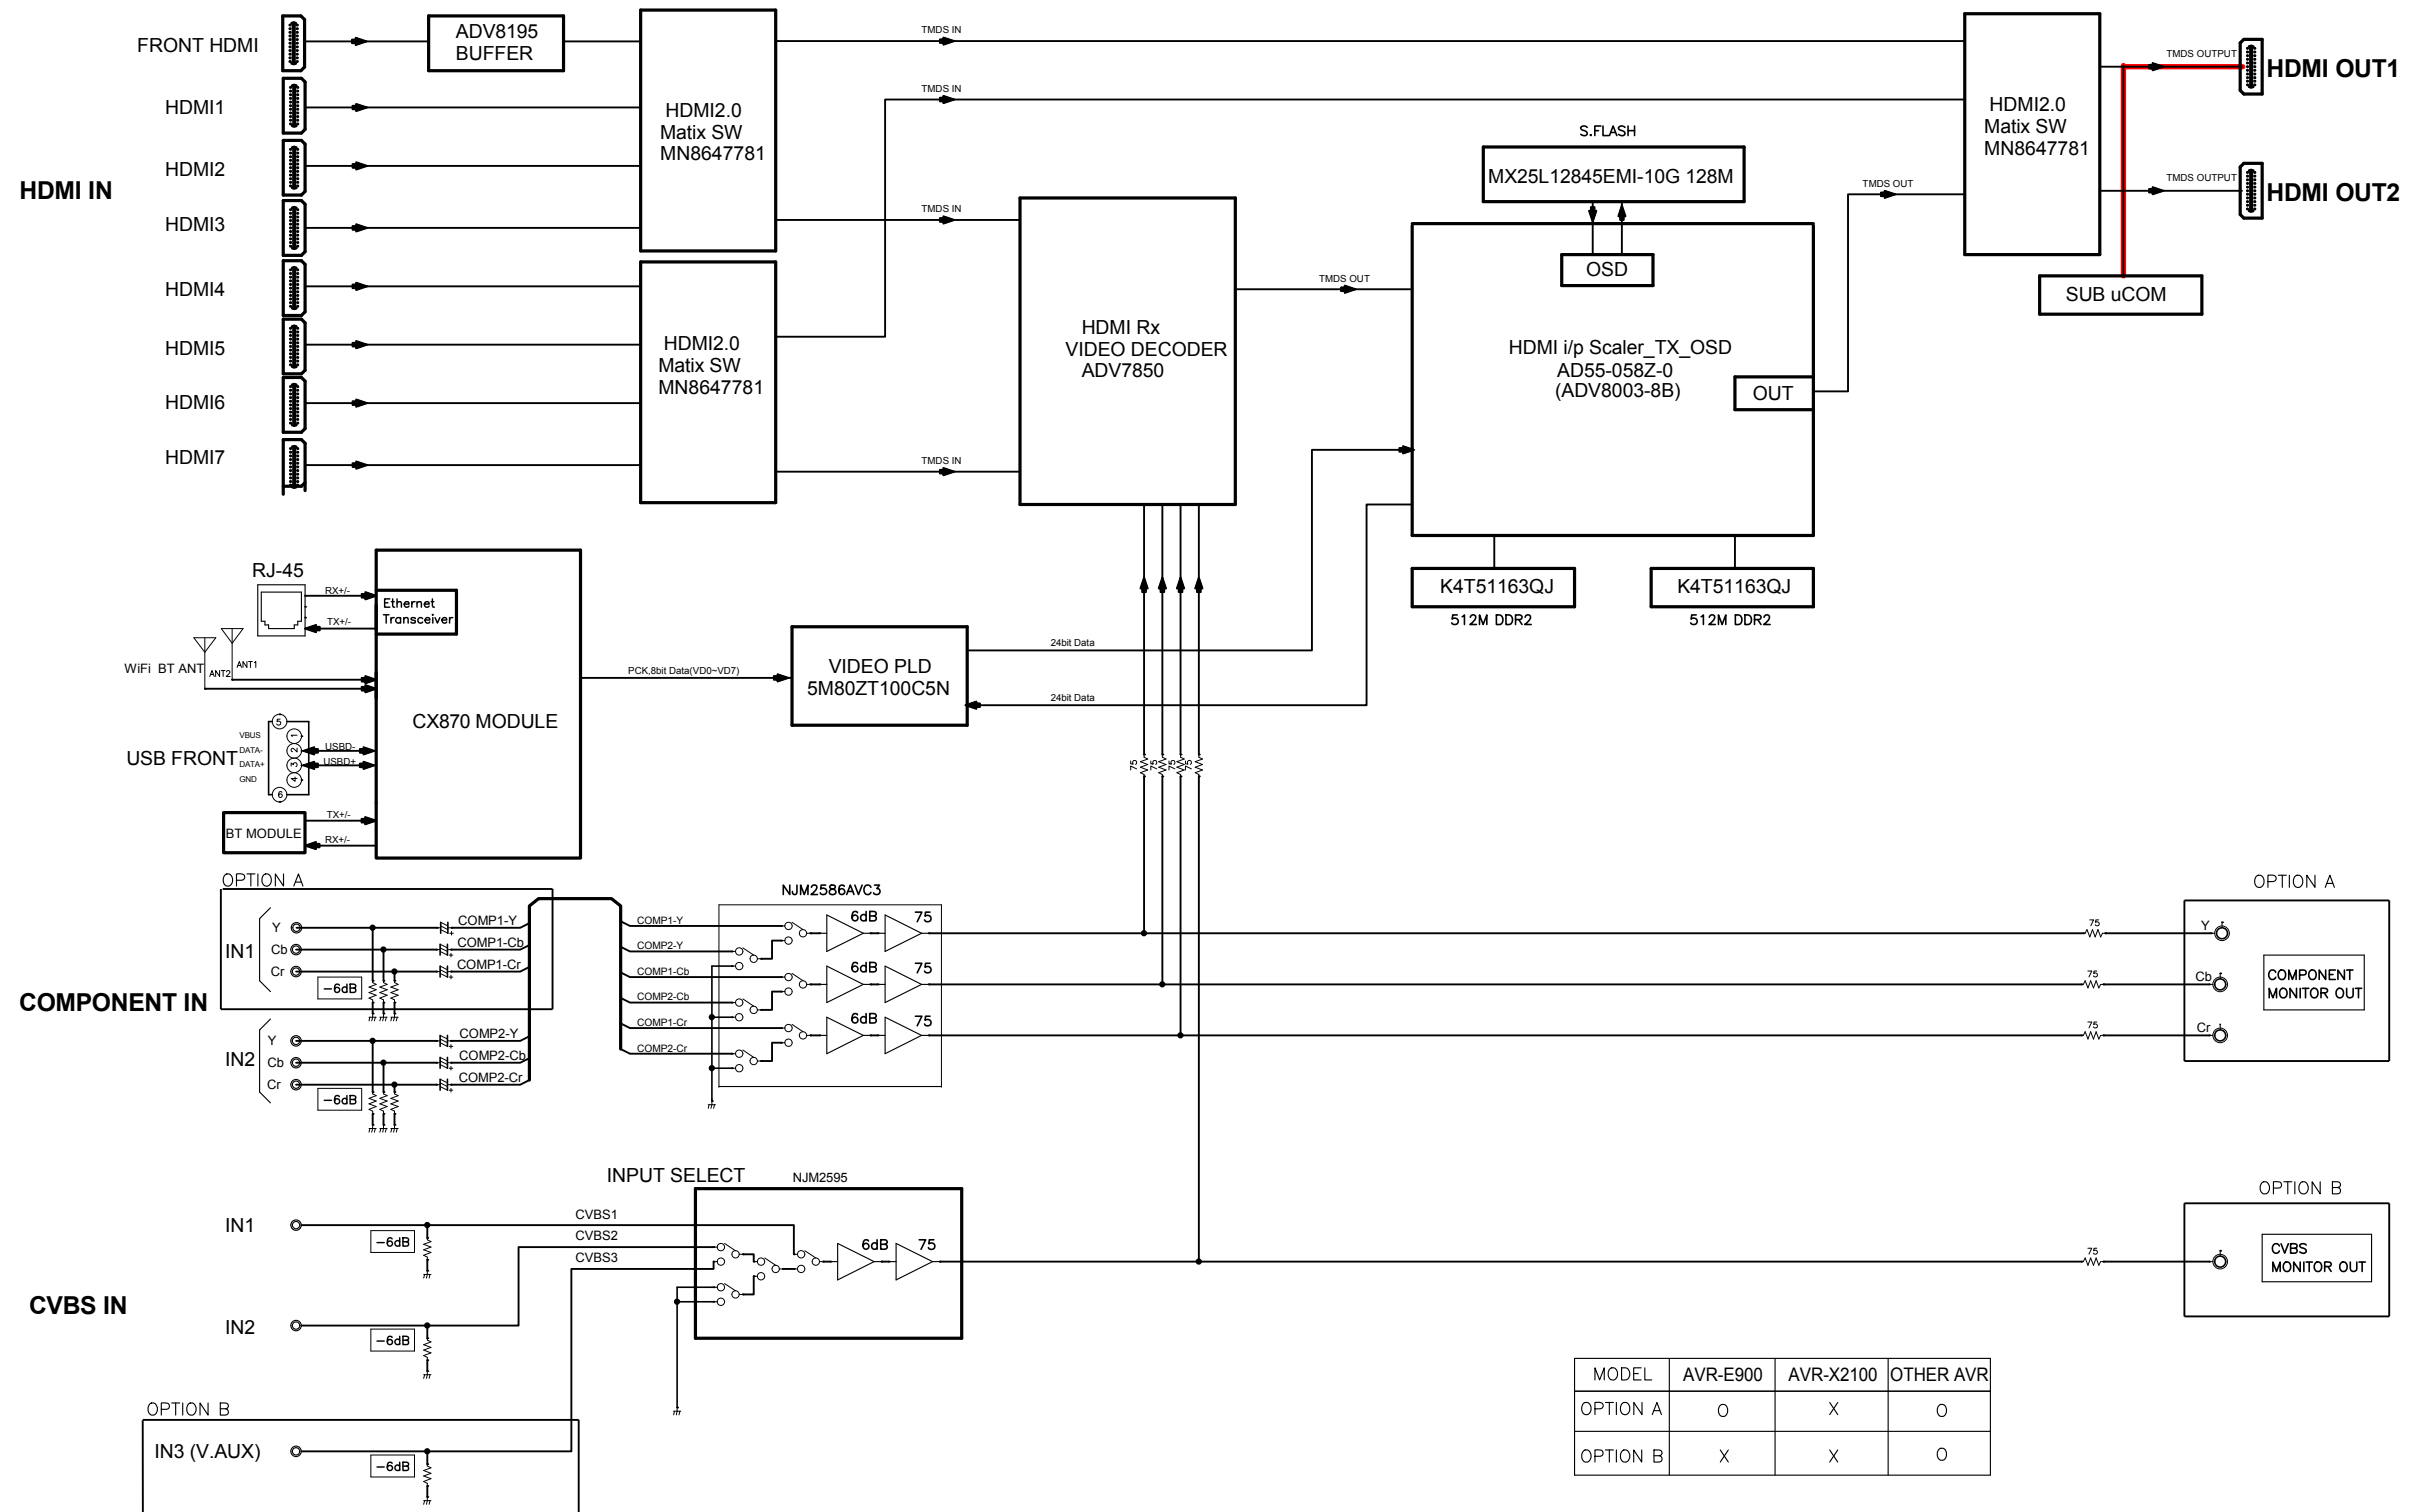 FRONT HDMI
ADV8195
BUFFER
HDMI1
HDMI2
HDMI3
HDMI4
HDMI5
HDMI6
HDMI7
HDMI IN
HDMI2.0
Matix SW
MN8647781
HDMI2.0
Matix SW
MN8647781
TMDS IN
TMDS IN
TMDS IN
TMDS IN
HDMI Rx
VIDEO DECODER
ADV7850
TMDS OUT
S.FLASH
MX25L12845EMI-10G 128M
OSD
HDMI i/p Scaler_TX_OSD
AD55-058Z-0
(ADV8003-8B)
OUT
TMDS OUT
K4T51163QJ
512M DDR2
K4T51163QJ
512M DDR2
HDMI2.0
Matix SW
MN8647781
TMDS OUTPUT
HDMI OUT1
TMDS OUTPUT
HDMI OUT2
SUB uCOM
RJ-45
RX+/-
TX+/-
Ethernet
Transceiver
WiFi BT ANT
ANT1
ANT2
CX870 MODULE
USB FRONT
5
VBUS
1
DATA-
2
USBD-
DATA+
3
USBD+
GND
4
6
BT MODULE
TX+/-
RX+/-
PCK,8bit Data(VD0~VD7)
VIDEO PLD
5M80ZT100C5N
24bit Data
24bit Data
75
75
75
75
COMPONENT IN
OPTION A
IN1
Y
Cb
Cr
-6dB
COMP1-Y
COMP1-Cb
COMP1-Cr
IN2
Y
Cb
Cr
-6dB
COMP2-Y
COMP2-Cb
COMP2-Cr
NJM2586AVC3
COMP1-Y
COMP2-Y
COMP1-Cb
COMP2-Cb
COMP1-Cr
COMP2-Cr
6dB
75
6dB
75
6dB
75
75
75
75
OPTION A
Y
Cb
Cr
COMPONENT
MONITOR OUT
CVBS IN
IN1
-6dB
IN2
-6dB
OPTION B
IN3 (V.AUX)
-6dB
CVBS1
CVBS2
CVBS3
INPUT SELECT
NJM2595
6dB
75
75
OPTION B
CVBS
MONITOR OUT
MODEL AVR-E900 AVR-X2100 OTHER AVR
OPTION A O X O
OPTION B X X O